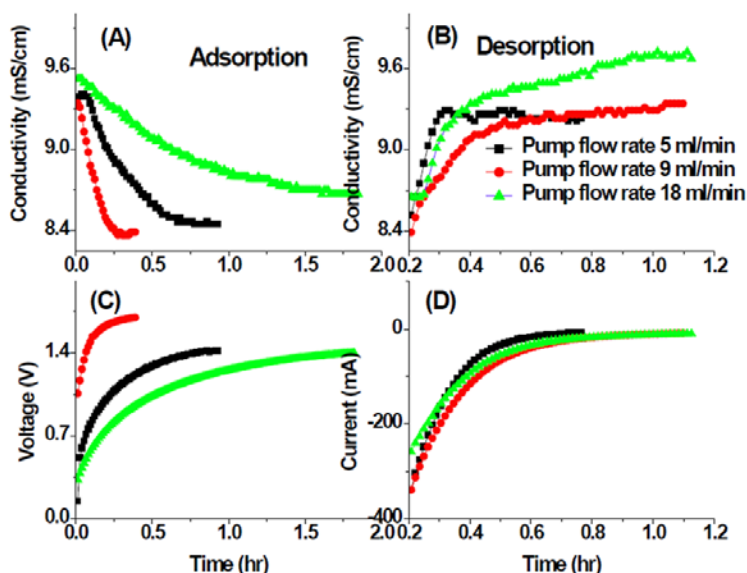 (A)
Adsorption
Conductivity (mS/cm)
9.6
9.0
8.4
0.0 0.5 1.0 1.5 2.0
(B)
Desorption
Conductivity (mS/cm)
9.6
9.0
8.4
Pump flow rate 5 ml/min
Pump flow rate 9 ml/min
Pump flow rate 18 ml/min
0.2 0.4 0.6 0.8 1.0 1.2
(C)
Voltage (V)
1.4
0.7
0.0
0.0 0.5 1.0 1.5 2.0
Time (hr)
(D)
Current (mA)
0
-200
-400
0.2 0.4 0.6 0.8 1.0 1.2
Time (hr)